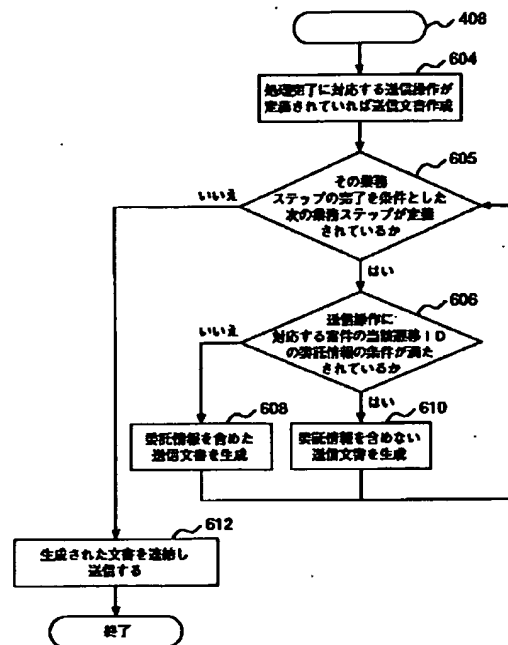 408
604
処理完了に対応する送信操作が
定義されていれば送信文書作成
605
その業務
ステップの完了を条件とした
次の業務ステップが定義
されているか
いいえ
はい
606
送信操作に
対応する案件の当該遷移ID
の委託情報の条件が満た
されているか
いいえ
はい
608
委託情報を含めた
送信文書を生成
610
委託情報を含めない
送信文書を生成
612
生成された文書を連結し
送信する
終了